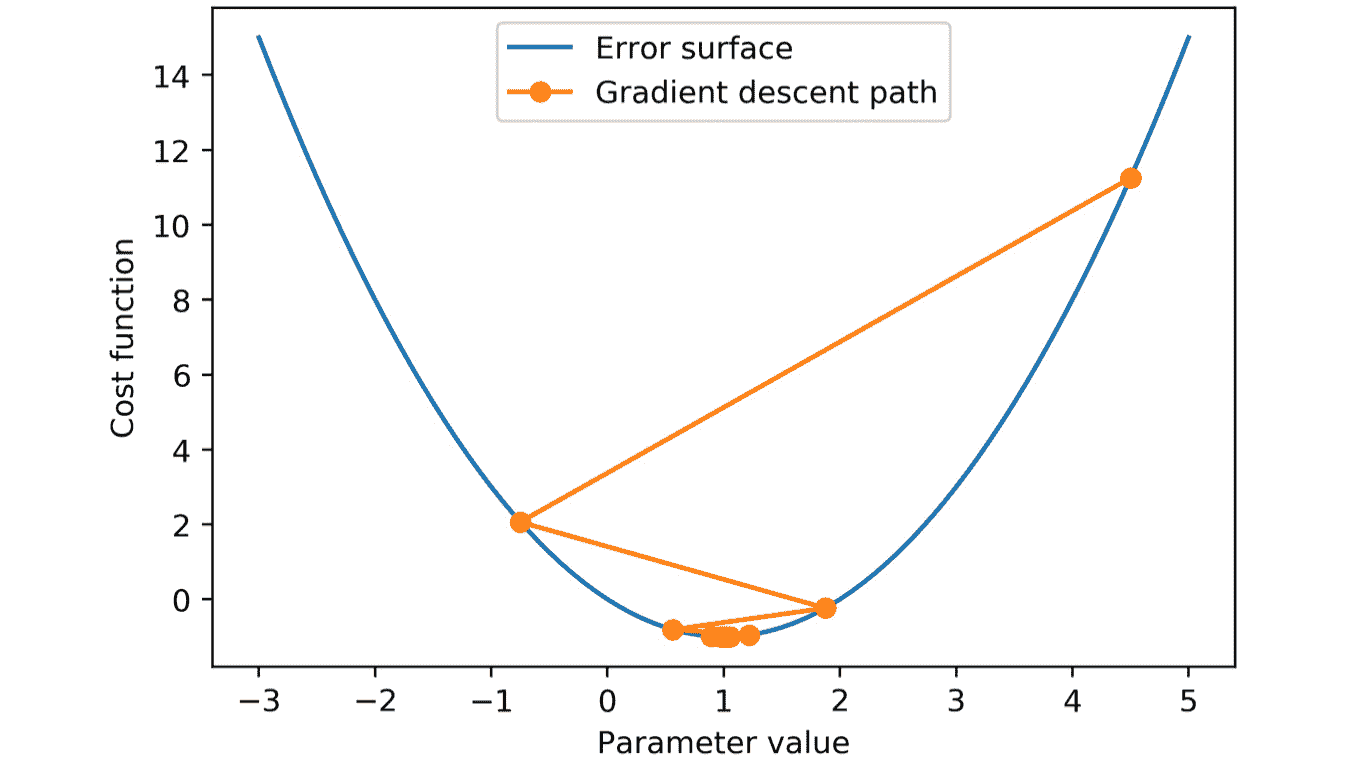 Error surface
Gradient descent path
14
12
10
8
6
4
2
0
Cost function
−3 −2 −1 0 1 2 3 4 5
Parameter value